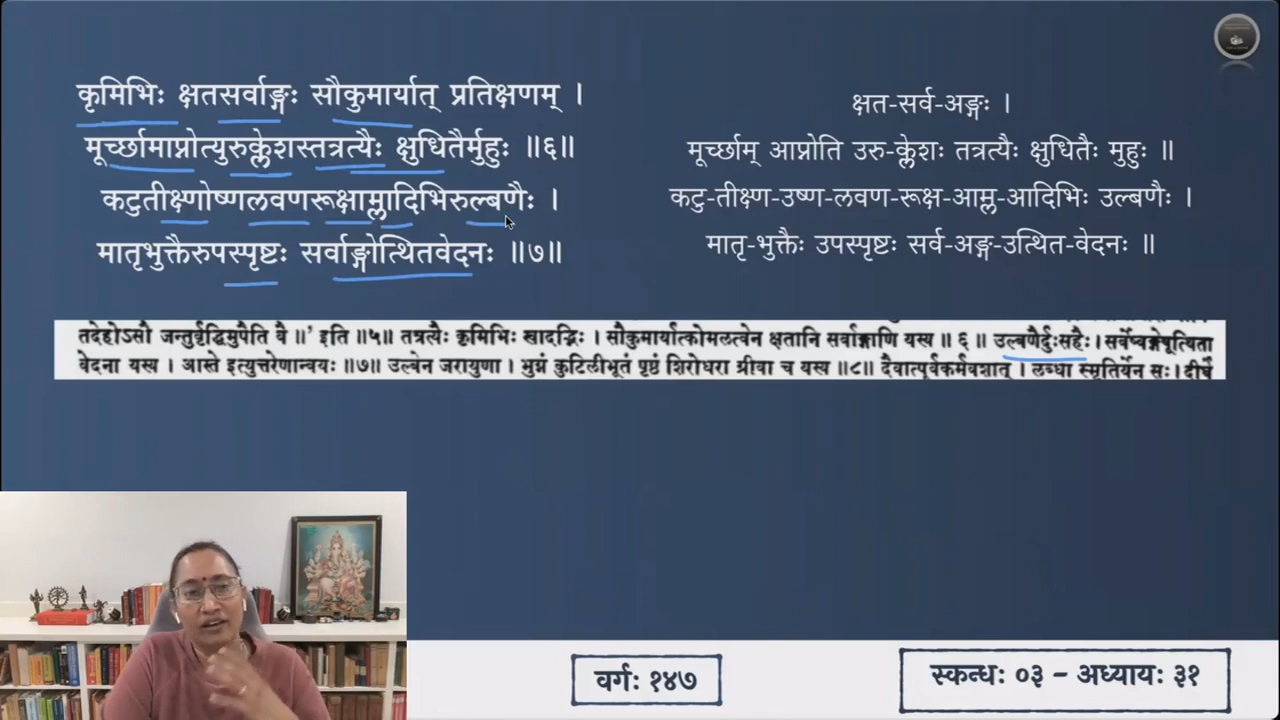 कृमिभिः क्षतसर्वाङ्गः सौकुमार्यात् प्रतिक्षणम् ।
मूर्च्छामाप्नोत्युरुक्लेशस्तत्रत्यैः क्षुधितैर्मुहुः ॥६॥
कटुतीक्ष्णोष्णलवणरूक्षाम्लादिभिरुल्बणैः ।
मातृभुक्तैरुपस्पृष्टः सर्वाङ्गोत्थितवेदनः ॥७॥
क्षत-सर्व-अङ्गः ।
मूर्च्छाम् आप्नोति उरु-क्लेशः तत्रत्यैः क्षुधितैः मुहुः ॥
कटु-तीक्ष्ण-उष्ण-लवण-रूक्ष-आम्ल-आदिभिः उल्बणैः ।
मातृ-भुक्तैः उपस्पृष्टः सर्व-अङ्ग-उत्थित-वेदनः ॥
तदेहोऽसौ जन्तुर्वृद्धिमुपैति वै ॥' इति ॥५॥ तत्रत्यैः कृमिभिः खादद्भिः । सौकुमार्यात्कोमलत्वेन क्षतानि सर्वाङ्गाणि यस्य ॥ ६ ॥ उल्बणैर्दुःसहैः । सर्वेष्वङ्गेषूत्थिता
वेदना यस्य । आस्ते इत्युत्तरेणान्वयः ॥७॥ उल्बेन जरायुणा । भुग्नं कुटिलीभूतं पृष्ठं शिरोधरा ग्रीवा च यस्य ॥८॥ दैवात्पूर्वकर्मवशात् । लब्धा स्मृतिर्येन सः। दीर्घं
वर्गः १४७
स्कन्धः ०३ – अध्यायः ३१